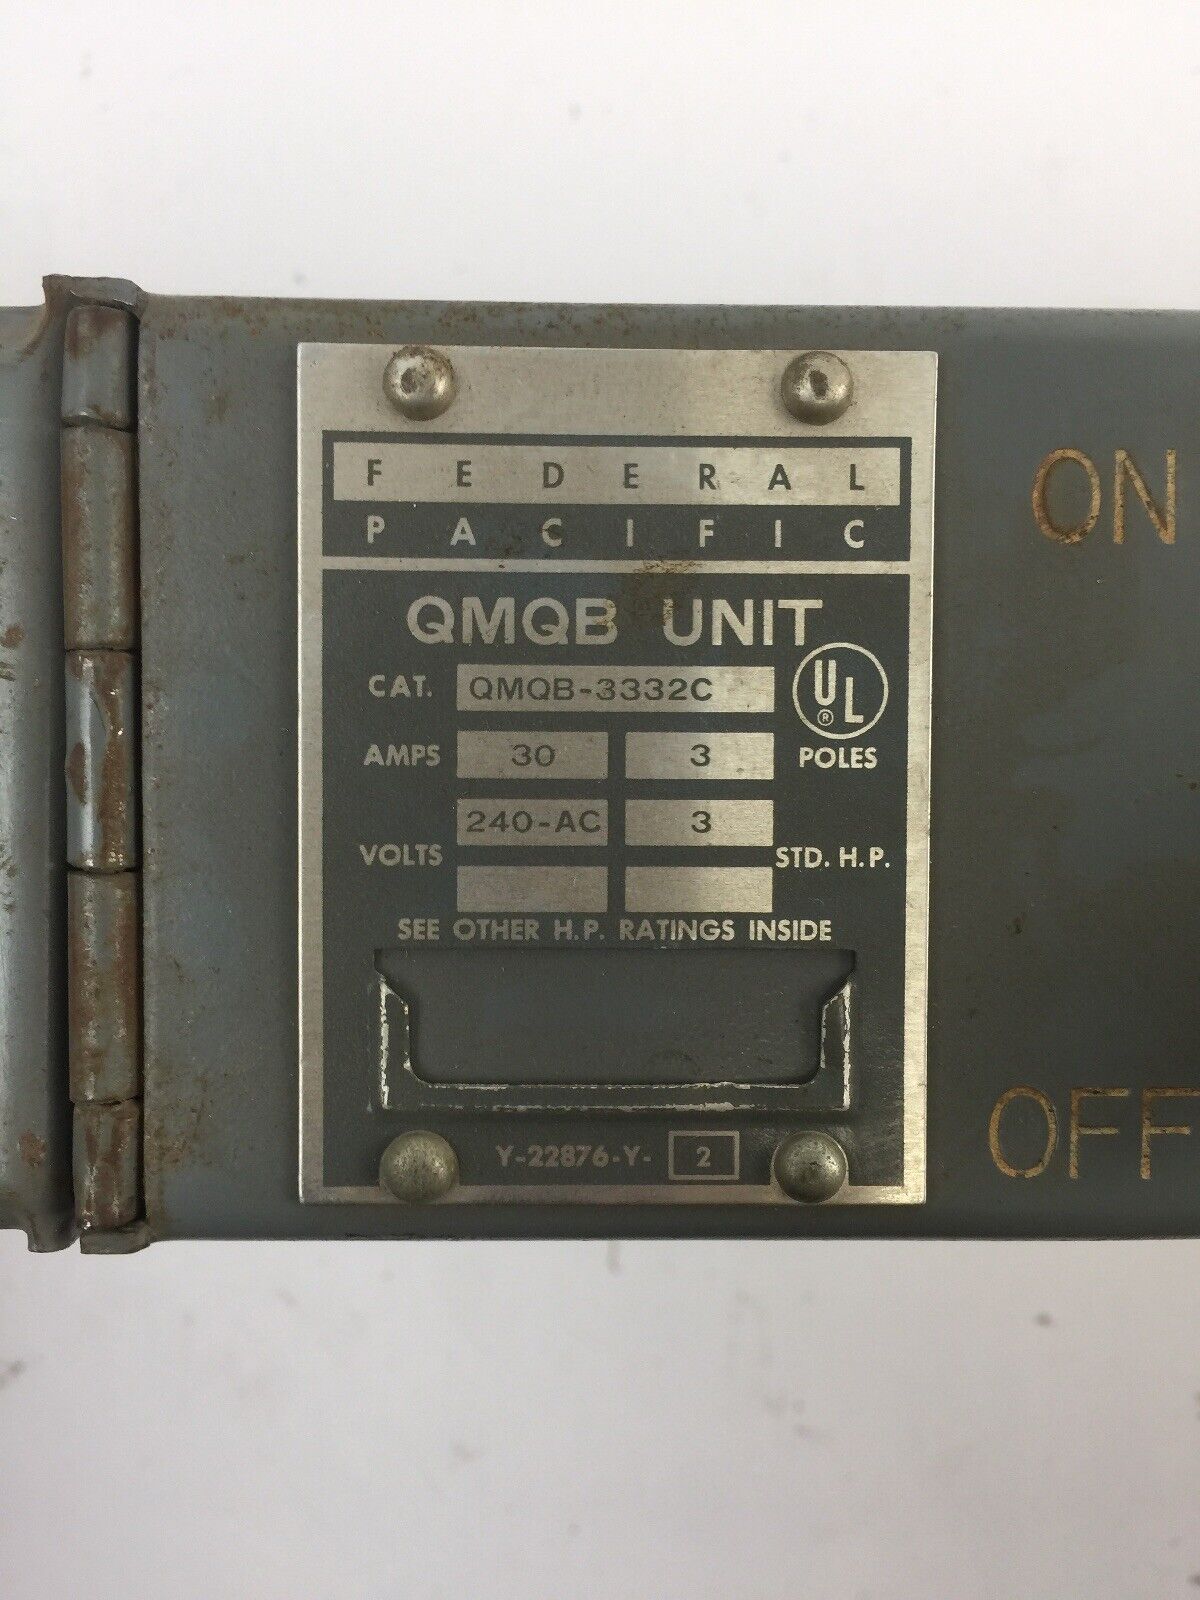 FEDERAL
PACIFIC
QMQB UNIT
CAT. QMQB-3332C
UL ®
AMPS 30 3 POLES
VOLTS 240-AC 3 STD. H.P.
SEE OTHER H.P. RATINGS INSIDE
Y-22876-Y- 2
ON
OFF